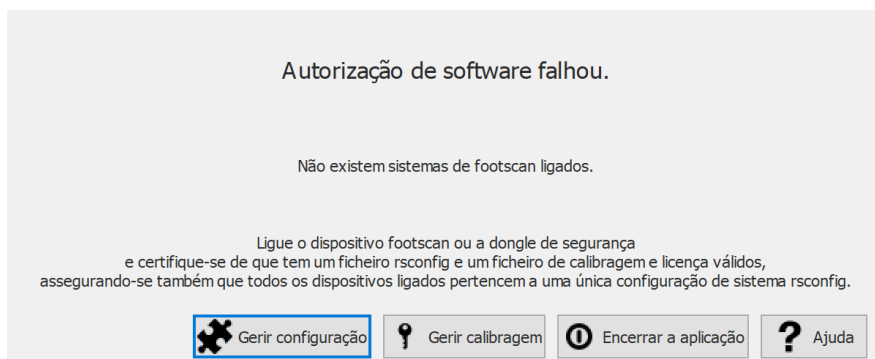 Autorização de software falhou.
Não existem sistemas de footscan ligados.
Ligue o dispositivo footscan ou a dongle de segurança
e certifique-se de que tem um ficheiro rsconfig e um ficheiro de calibragem e licença válidos,
assegurando-se também que todos os dispositivos ligados pertencem a uma única configuração de sistema rsconfig.
Gerir configuração
Gerir calibragem
Encerrar a aplicação
? Ajuda